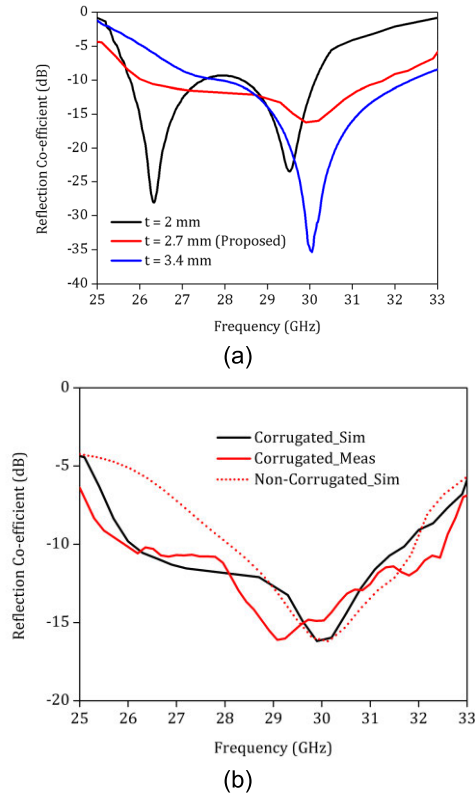 0
-5
-10
-15
-20
-25
-30
-35
-40
Reflection Co-efficient (dB)
t = 2 mm
t = 2.7 mm (Proposed)
t = 3.4 mm
25 26 27 28 29 30 31 32 33
Frequency (GHz)
(a)
0
-5
-10
-15
-20
Reflection Co-efficient (dB)
Corrugated_Sim
Corrugated_Meas
Non-Corrugated_Sim
25 26 27 28 29 30 31 32 33
Frequency (GHz)
(b)